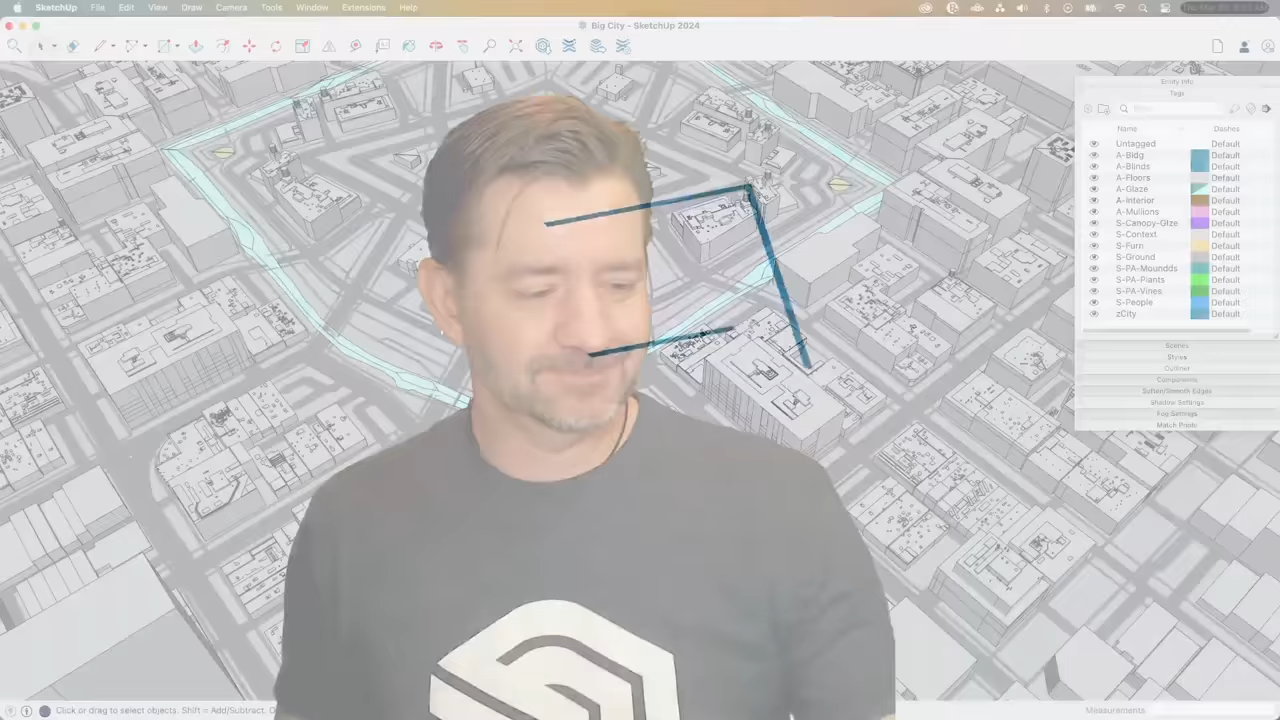 SketchUp File Edit View Draw Camera Tools Window Extensions Help
Big City - SketchUp 2024
Entity Info
Tags
Name Dashes
Untagged Default
A-Bldg Default
A-Blinds Default
A-Floors Default
A-Glaze Default
A-Interior Default
A-Mullions Default
S-Canopy-Glze Default
S-Context Default
S-Furn Default
S-Ground Default
S-PA-Moundds Default
S-PA-Plants Default
S-PA-Vines Default
S-People Default
zCity Default
Scenes
Styles
Outliner
Components
Soften/Smooth Edges
Shadow Settings
Fog Settings
Match Photo
Click or drag to select objects. Shift = Add/Subtract.
Measurements